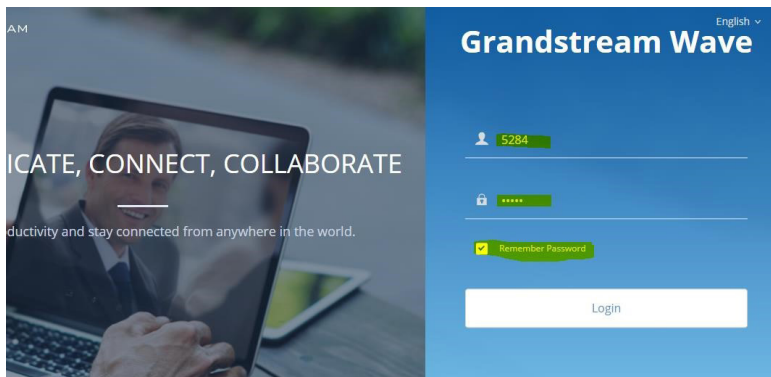 AM
English
Grandstream Wave
5284
ICATE, CONNECT, COLLABORATE
•••••
ductivity and stay connected from anywhere in the world.
Remember Password
Login